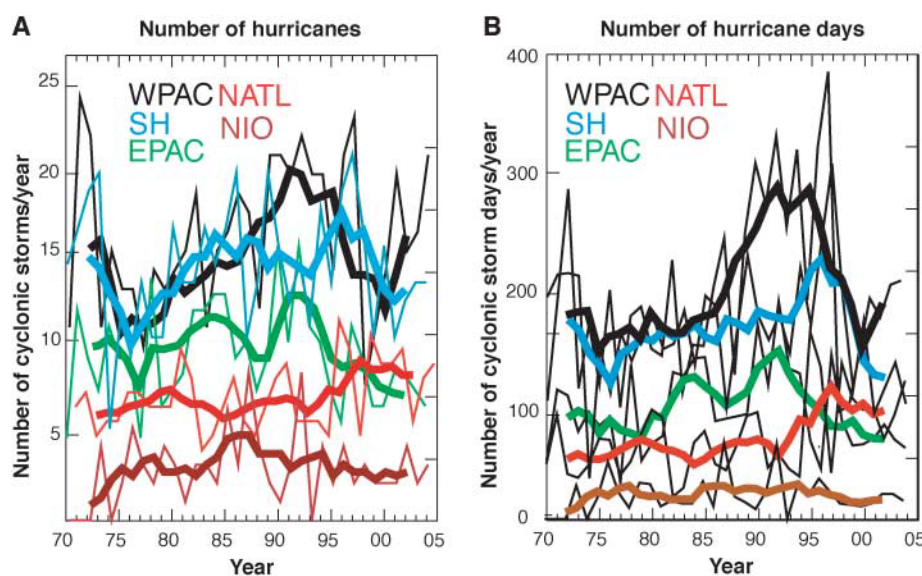 A Number of hurricanes
Number of cyclonic storms/year
25
20
15
10
5
WPAC NATL
SH NIO
EPAC
70 75 80 85 90 95 00 05
Year
B Number of hurricane days
Number of cyclonic storm days/year
400
300
200
100
0
WPAC NATL
SH NIO
EPAC
70 75 80 85 90 95 00 05
Year